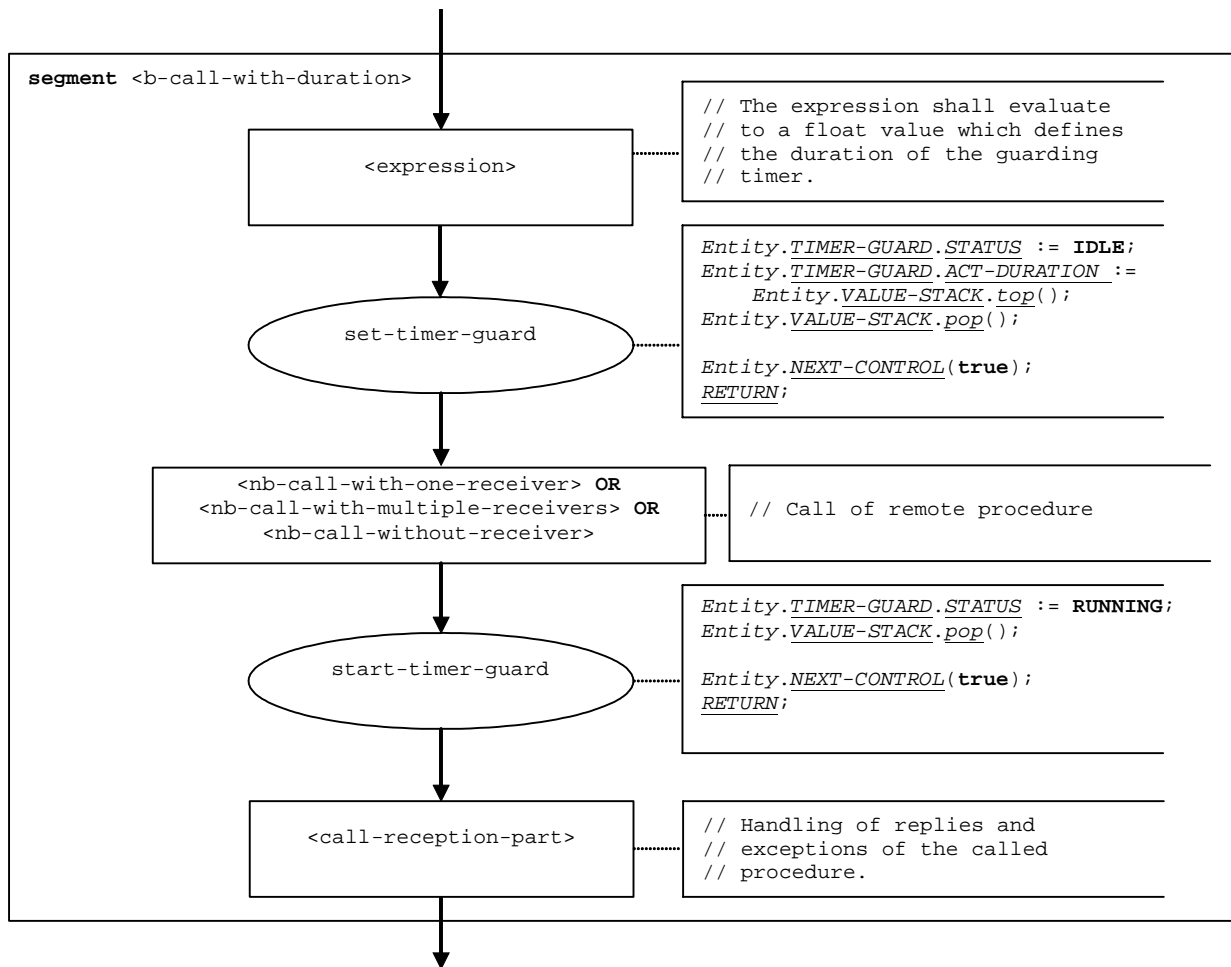 segment <b-call-with-duration>
<expression>
// The expression shall evaluate
// to a float value which defines
// the duration of the guarding
// timer.
set-timer-guard
Entity.TIMER-GUARD.STATUS := IDLE;
Entity.TIMER-GUARD.ACT-DURATION :=
Entity.VALUE-STACK.top();
Entity.VALUE-STACK.pop();
Entity.NEXT-CONTROL(true);
RETURN;
<nb-call-with-one-receiver> OR
<nb-call-with-multiple-receivers> OR
<nb-call-without-receiver>
// Call of remote procedure
start-timer-guard
Entity.TIMER-GUARD.STATUS := RUNNING;
Entity.VALUE-STACK.pop();
Entity.NEXT-CONTROL(true);
RETURN;
<call-reception-part>
// Handling of replies and
// exceptions of the called
// procedure.